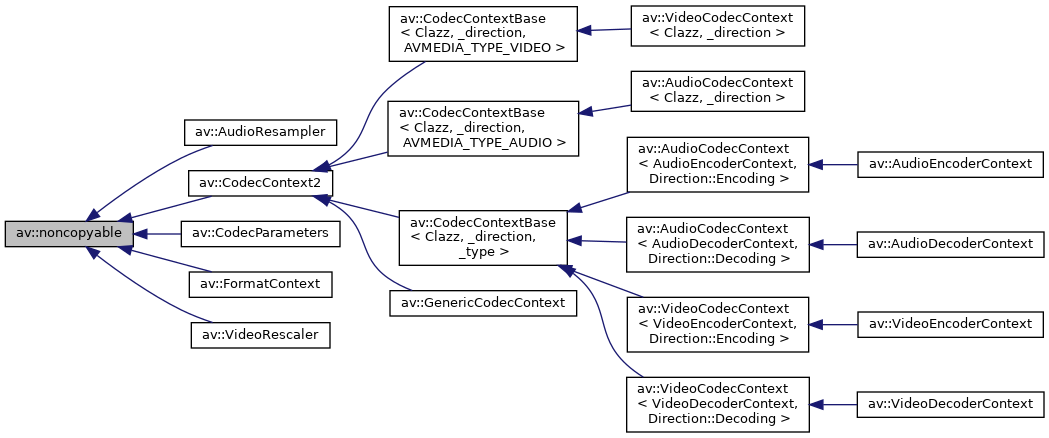 av::noncopyable
av::AudioResampler
av::CodecContext2
av::CodecParameters
av::FormatContext
av::VideoRescaler
av::CodecContextBase
< Clazz, _direction,
AVMEDIA_TYPE_VIDEO >
av::CodecContextBase
< Clazz, _direction,
AVMEDIA_TYPE_AUDIO >
av::CodecContextBase
< Clazz, _direction,
_type >
av::GenericCodecContext
av::VideoCodecContext
< Clazz, _direction >
av::AudioCodecContext
< Clazz, _direction >
av::AudioCodecContext
< AudioEncoderContext,
Direction::Encoding >
av::AudioCodecContext
< AudioDecoderContext,
Direction::Decoding >
av::VideoCodecContext
< VideoEncoderContext,
Direction::Encoding >
av::VideoCodecContext
< VideoDecoderContext,
Direction::Decoding >
av::AudioEncoderContext
av::AudioDecoderContext
av::VideoEncoderContext
av::VideoDecoderContext